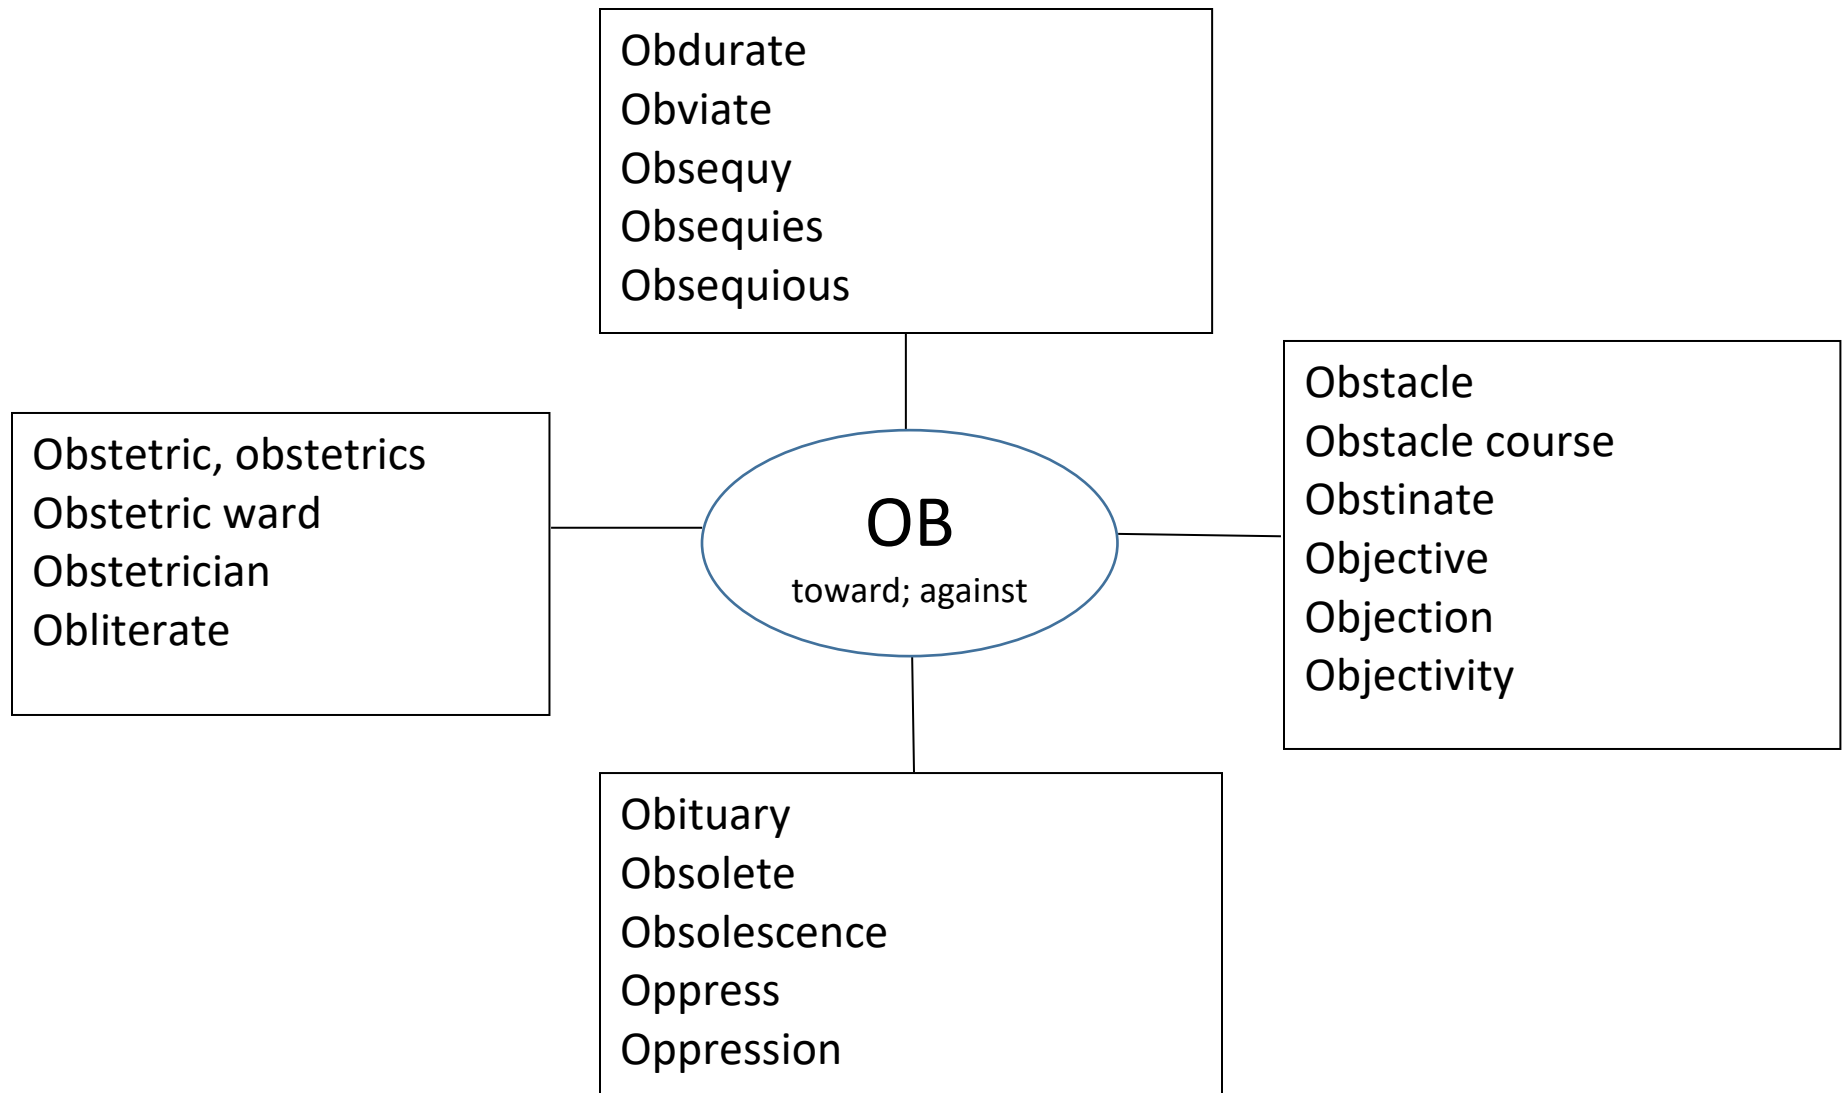 Obdurate
Obviate
Obsequy
Obsequies
Obsequious
Obstetric, obstetrics
Obstetric ward
Obstetrician
Obliterate
OB
toward; against
Obstacle
Obstacle course
Obstinate
Objective
Objection
Objectivity
Obituary
Obsolete
Obsolescence
Oppress
Oppression